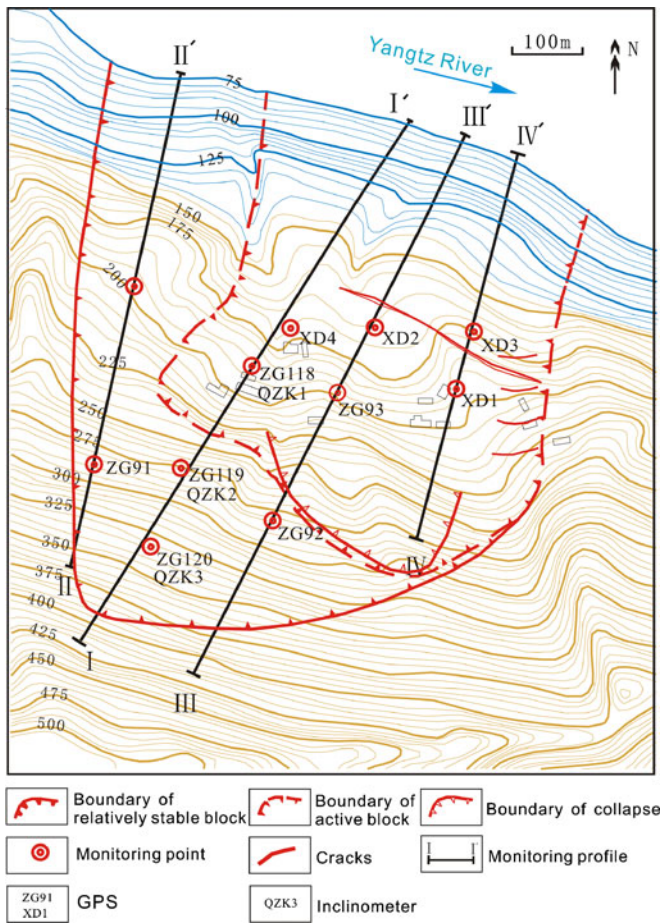 100m
N
Yangtz River
II′
I′
III′
IV′
75
100
125
150
175
200
225
250
275
300
325
350
375
400
425
450
475
500
XD4
XD2
XD3
ZG118
QZK1
ZG93
XD1
ZG91
ZG119
QZK2
ZG92
ZG120
QZK3
IV
II
I
III
Boundary of
relatively stable block
Boundary of
active block
Boundary of collapse
Monitoring point
Cracks
I I′
Monitoring profile
ZG91
XD1
GPS
QZK3
Inclinometer